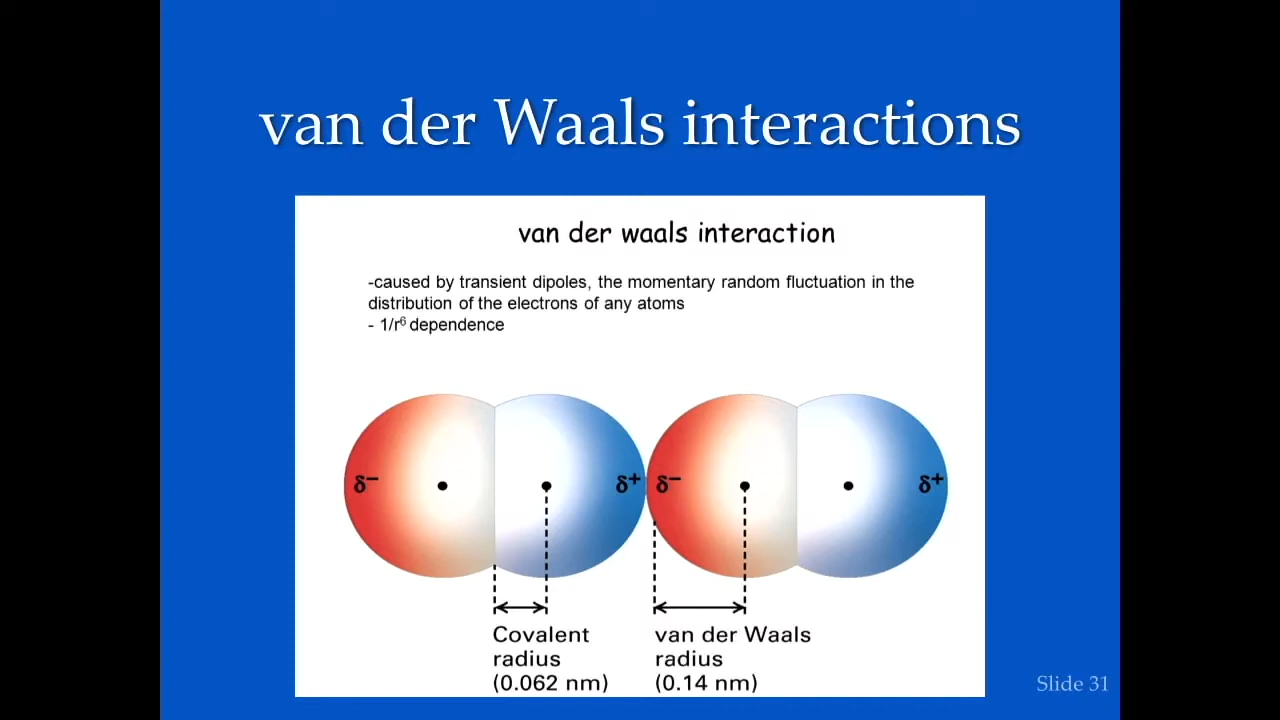 van der Waals interactions
van der waals interaction
-caused by transient dipoles, the momentary random fluctuation in the
distribution of the electrons of any atoms
- 1/r⁶ dependence
δ− δ+ δ− δ+
Covalent
radius
(0.062 nm)
van der Waals
radius
(0.14 nm)
Slide 31